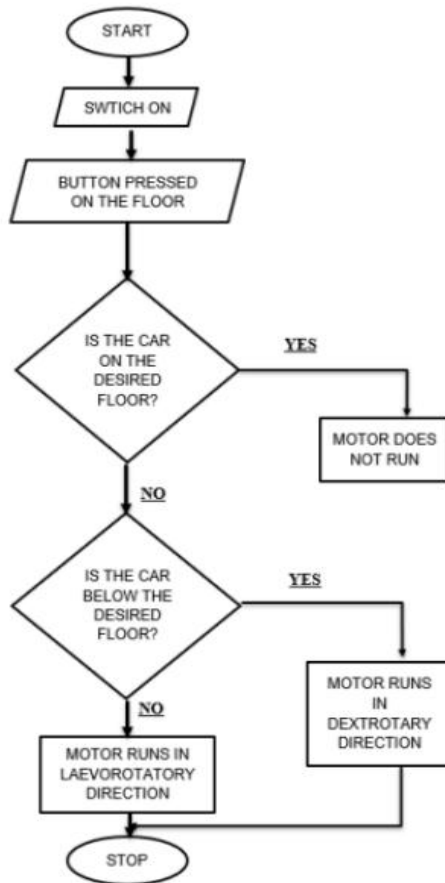 START
SWTICH ON
BUTTON PRESSED
ON THE FLOOR
IS THE CAR
ON THE
DESIRED
FLOOR?
YES
MOTOR DOES
NOT RUN
NO
IS THE CAR
BELOW THE
DESIRED
FLOOR?
YES
MOTOR RUNS
IN
DEXTROTARY
DIRECTION
NO
MOTOR RUNS IN
LAEVOROTATORY
DIRECTION
STOP